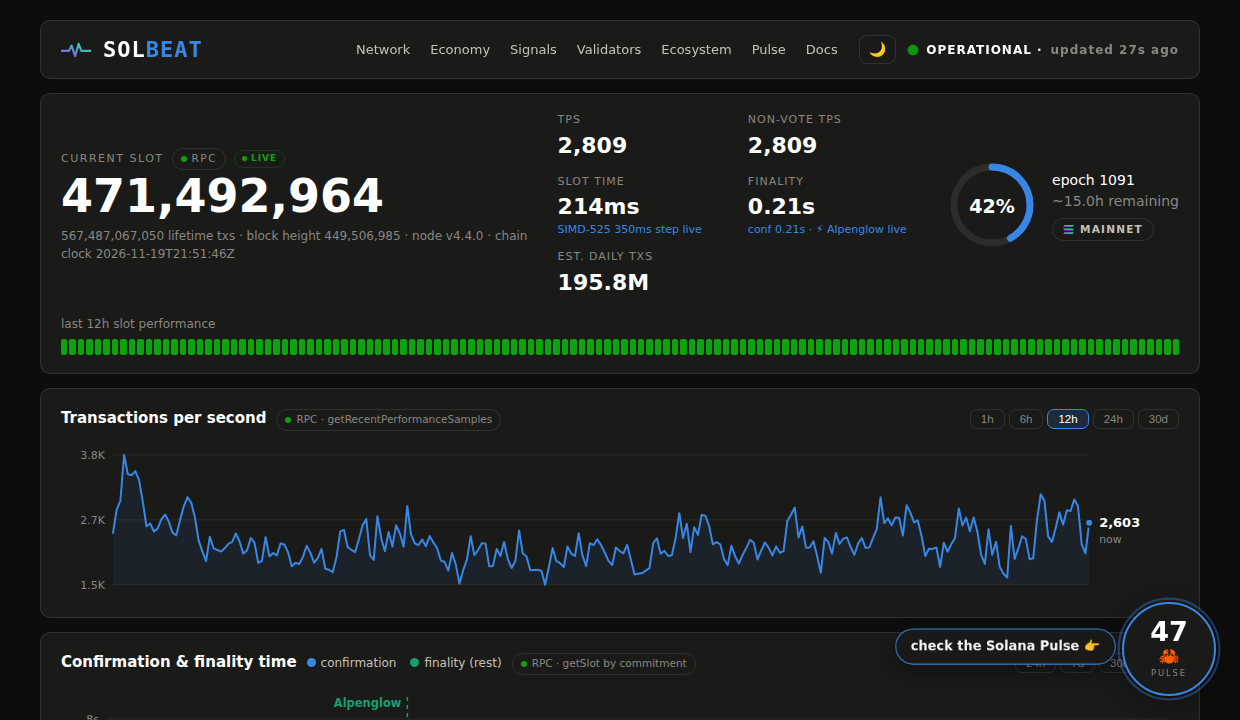 SOLBEAT
Network Economy Signals Validators Ecosystem Pulse Docs 🌙 OPERATIONAL · updated 27s ago
CURRENT SLOT RPC LIVE
471,492,964
567,487,067,050 lifetime txs · block height 449,506,985 · node v4.4.0 · chain
clock 2026-11-19T21:51:46Z
TPS
2,809
NON-VOTE TPS
2,809
SLOT TIME
214ms
SIMD-525 350ms step live
FINALITY
0.21s
conf 0.21s · ⚡ Alpenglow live
EST. DAILY TXS
195.8M
42%
epoch 1091
~15.0h remaining
MAINNET
last 12h slot performance
Transactions per second RPC · getRecentPerformanceSamples
1h 6h 12h 24h 30d
3.8K
2.7K
1.5K
2,603
now
Confirmation & finality time confirmation finality (rest) RPC · getSlot by commitment
Alpenglow
8s
check the Solana Pulse 👉
47
🦀
PULSE